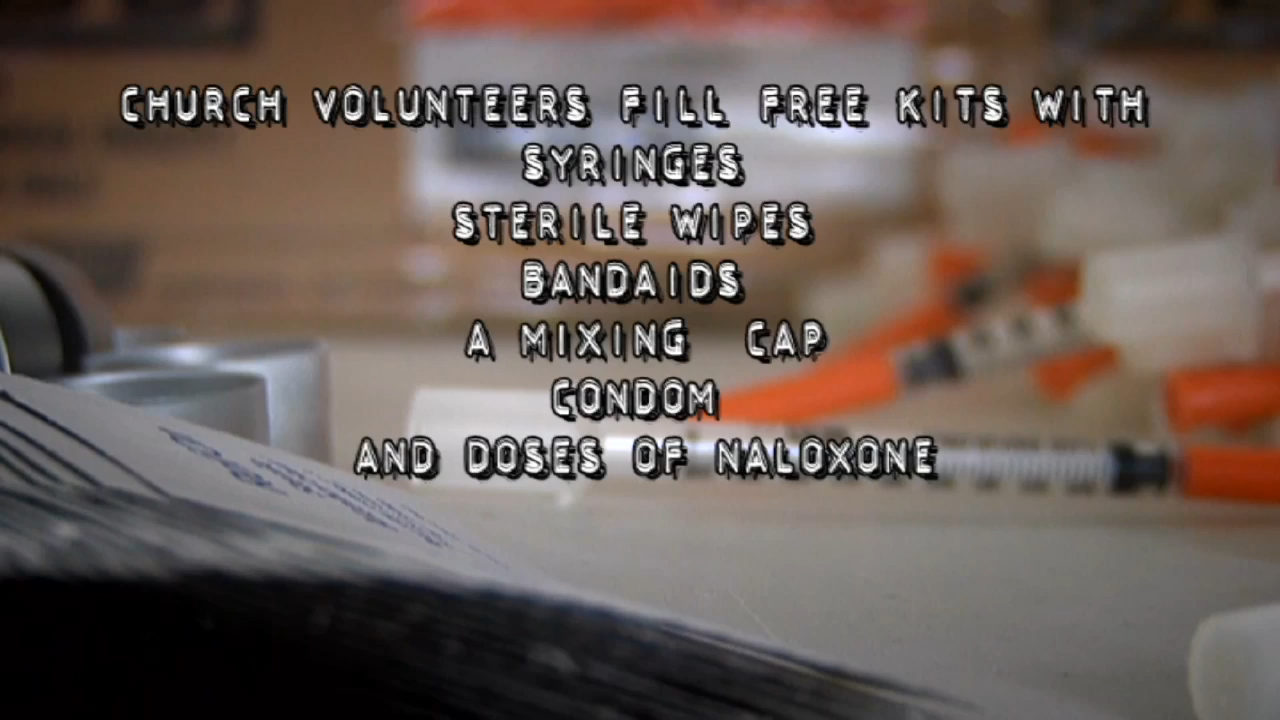 CHURCH VOLUNTEERS FILL FREE KITS WITH
SYRINGES
STERILE WIPES
BANDAIDS
A MIXING CAP
CONDOM
AND DOSES OF NALOXONE